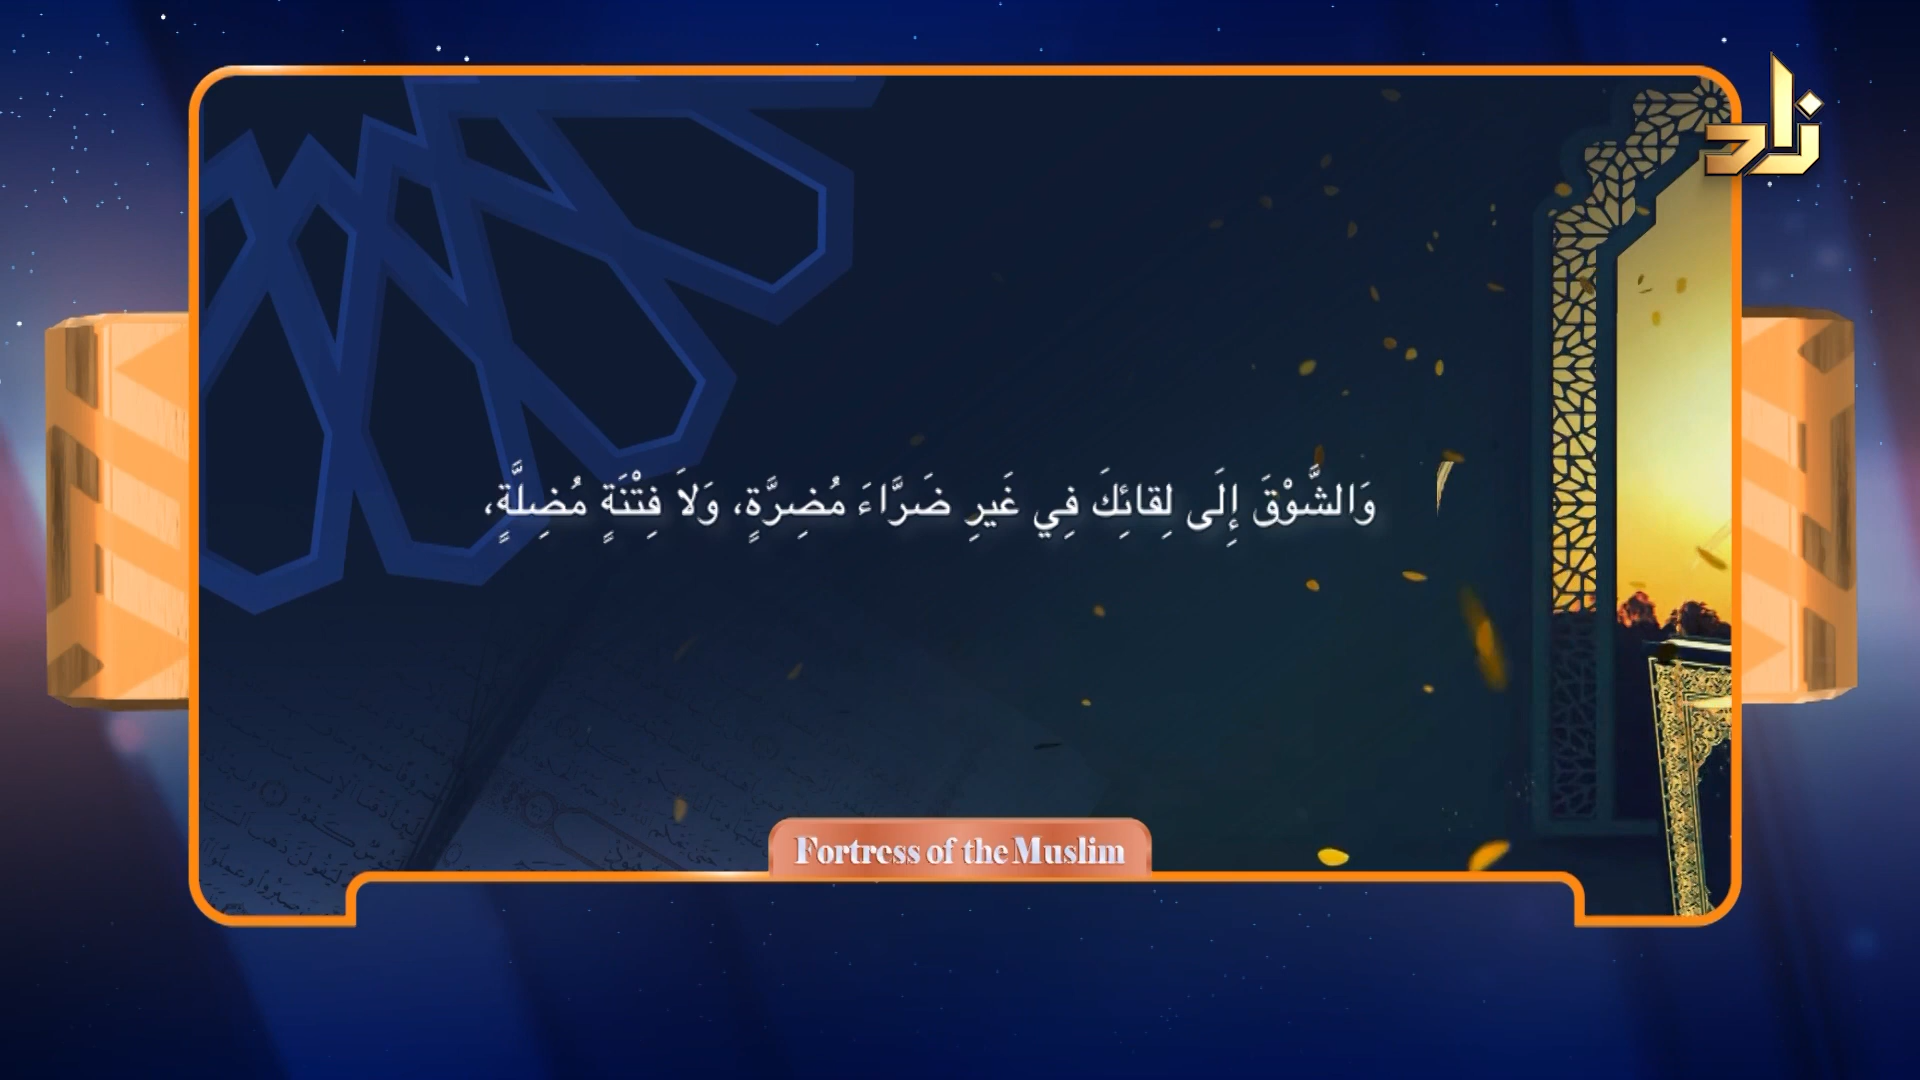 زاد
وَالشَّوْقَ إِلَى لِقائِكَ فِي غَيرِ ضَرَّاءَ مُضِرَّةٍ، وَلاَ فِتْنَةٍ مُضِلَّةٍ،
Fortress of the Muslim